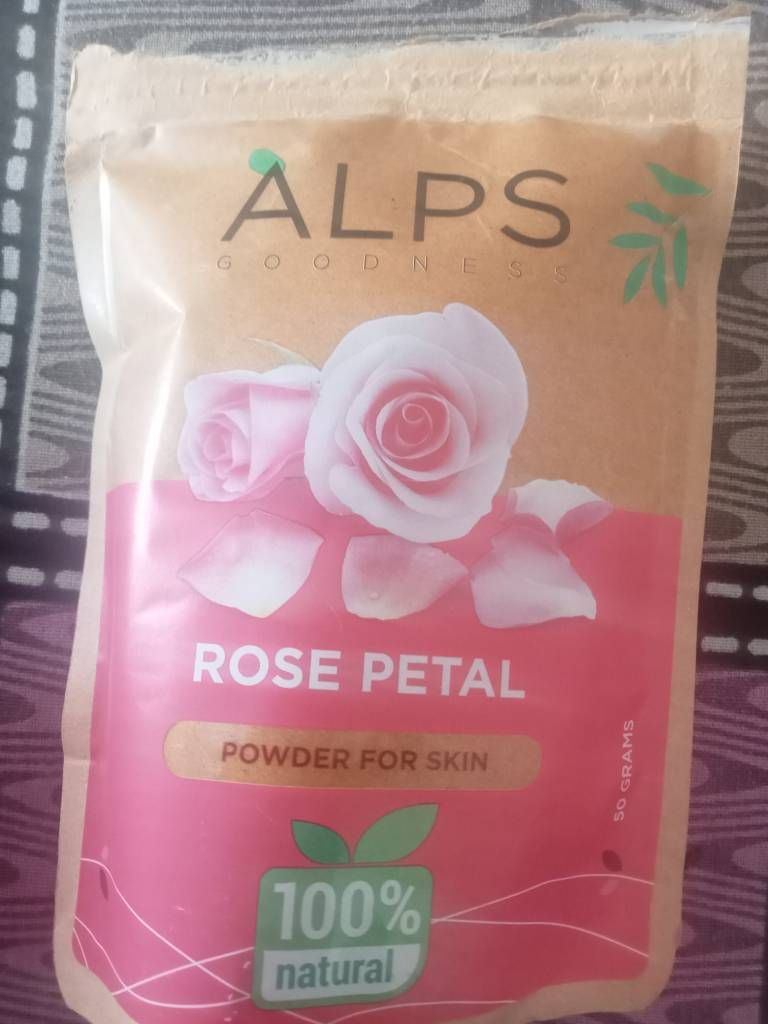 ALPS
GOODNESS
ROSE PETAL
POWDER FOR SKIN
50 GRAMS
100%
natural